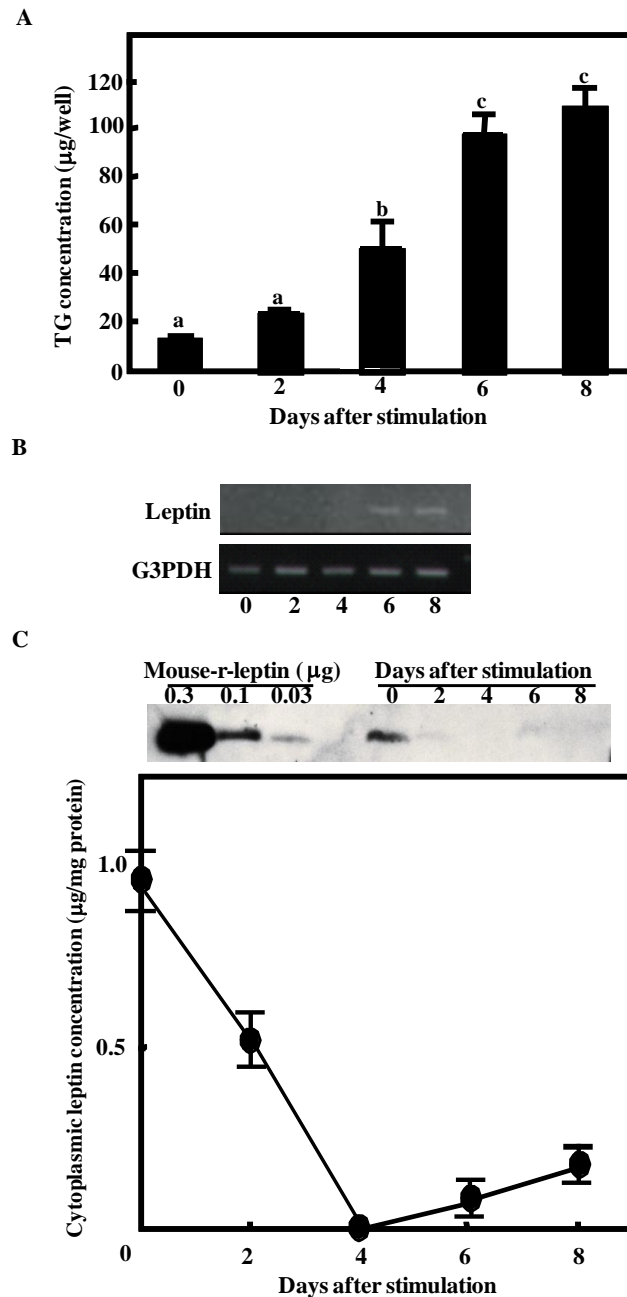 A
TG concentration (μg/well)
120
100
80
60
40
20
0
a
a
b
c
c
0 2 4 6 8
Days after stimulation
B
Leptin
G3PDH
0 2 4 6 8
C
Mouse-r-leptin ( μg) Days after stimulation
0.3 0.1 0.03 0 2 4 6 8
Cytoplasmic leptin concentration (μg/mg protein)
1.0
0.5
0 2 4 6 8
Days after stimulation